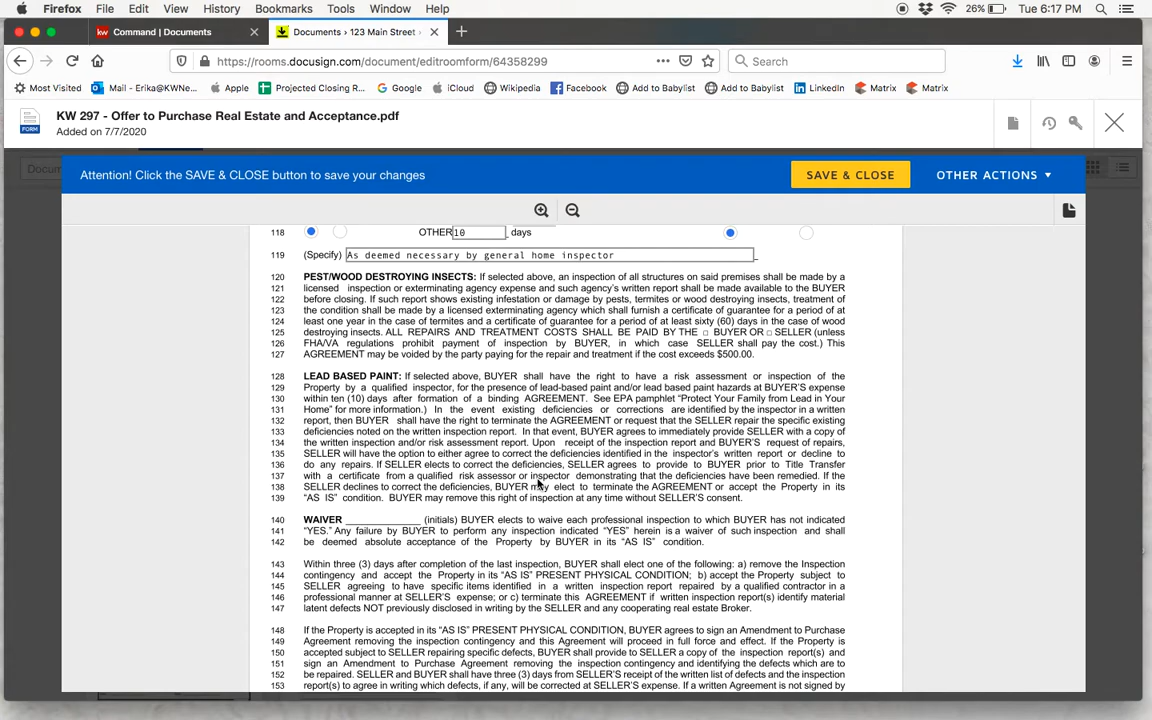 Firefox File Edit View History Bookmarks Tools Window Help 26% Tue 6:17 PM
kw Command | Documents Documents › 123 Main Street ›
https://rooms.docusign.com/document/editroomform/64358299 Search
Most Visited Mail - Erika@KWNe... Apple Projected Closing R... Google iCloud Wikipedia Facebook Add to Babylist Add to Babylist LinkedIn Matrix Matrix
KW 297 - Offer to Purchase Real Estate and Acceptance.pdf
FORM
Added on 7/7/2020
Docum
Attention! Click the SAVE & CLOSE button to save your changes SAVE & CLOSE OTHER ACTIONS
118 OTHER 10 days
119 (Specify) As deemed necessary by general home inspector
120 PEST/WOOD DESTROYING INSECTS: If selected above, an inspection of all structures on said premises shall be made by a
121 licensed inspection or exterminating agency expense and such agency's written report shall be made available to the BUYER
122 before closing. If such report shows existing infestation or damage by pests, termites or wood destroying insects, treatment of
123 the condition shall be made by a licensed exterminating agency which shall furnish a certificate of guarantee for a period of at
124 least one year in the case of termites and a certificate of guarantee for a period of at least sixty (60) days in the case of wood
125 destroying insects. ALL REPAIRS AND TREATMENT COSTS SHALL BE PAID BY THE □ BUYER OR □ SELLER (unless
126 FHA/VA regulations prohibit payment of inspection by BUYER, in which case SELLER shall pay the cost.) This
127 AGREEMENT may be voided by the party paying for the repair and treatment if the cost exceeds $500.00.
128 LEAD BASED PAINT: If selected above, BUYER shall have the right to have a risk assessment or inspection of the
129 Property by a qualified inspector, for the presence of lead-based paint and/or lead based paint hazards at BUYER'S expense
130 within ten (10) days after formation of a binding AGREEMENT. See EPA pamphlet “Protect Your Family from Lead in Your
131 Home” for more information.) In the event existing deficiencies or corrections are identified by the inspector in a written
132 report, then BUYER shall have the right to terminate the AGREEMENT or request that the SELLER repair the specific existing
133 deficiencies noted on the written inspection report. In that event, BUYER agrees to immediately provide SELLER with a copy of
134 the written inspection and/or risk assessment report. Upon receipt of the inspection report and BUYER'S request of repairs,
135 SELLER will have the option to either agree to correct the deficiencies identified in the inspector's written report or decline to
136 do any repairs. If SELLER elects to correct the deficiencies, SELLER agrees to provide to BUYER prior to Title Transfer
137 with a certificate from a qualified risk assessor or inspector demonstrating that the deficiencies have been remedied. If the
138 SELLER declines to correct the deficiencies, BUYER may elect to terminate the AGREEMENT or accept the Property in its
139 “AS IS” condition. BUYER may remove this right of inspection at any time without SELLER'S consent.
140 WAIVER ______________ (initials) BUYER elects to waive each professional inspection to which BUYER has not indicated
141 “YES.” Any failure by BUYER to perform any inspection indicated “YES” herein is a waiver of such inspection and shall
142 be deemed absolute acceptance of the Property by BUYER in its “AS IS” condition.
143 Within three (3) days after completion of the last inspection, BUYER shall elect one of the following: a) remove the Inspection
144 contingency and accept the Property in its “AS IS” PRESENT PHYSICAL CONDITION; b) accept the Property subject to
145 SELLER agreeing to have specific items identified in a written inspection report repaired by a qualified contractor in a
146 professional manner at SELLER'S expense; or c) terminate this AGREEMENT if written inspection report(s) identify material
147 latent defects NOT previously disclosed in writing by the SELLER and any cooperating real estate Broker.
148 If the Property is accepted in its “AS IS” PRESENT PHYSICAL CONDITION, BUYER agrees to sign an Amendment to Purchase
149 Agreement removing the inspection contingency and this Agreement will proceed in full force and effect. If the Property is
150 accepted subject to SELLER repairing specific defects, BUYER shall provide to SELLER a copy of the inspection report(s) and
151 sign an Amendment to Purchase Agreement removing the inspection contingency and identifying the defects which are to
152 be repaired. SELLER and BUYER shall have three (3) days from SELLER'S receipt of the written list of defects and the inspection
153 report(s) to agree in writing which defects, if any, will be corrected at SELLER'S expense. If a written Agreement is not signed by